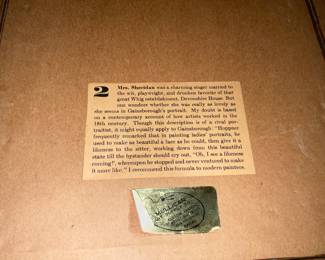 2
Mrs. Sheridan was a charming singer married to
the wit, playwright, and drunken favorite of that
great Whig establishment, Devonshire House. But
one wonders whether she was really as lovely as
she seems in Gainsborough's portrait. My doubt is based
on a contemporary account of how artists worked in the
18th century. Though this description is of a rival por-
traitist, it might equally apply to Gainsborough: "Hoppner
frequently remarked that in painting ladies' portraits, he
used to make as beautiful a face as he could, then give it a
likeness to the sitter, working down from this beautiful
state till the bystander should cry out, "Oh, I see a likeness
coming!", whereupon he stopped and never ventured to make
it more like." I recommend this formula to modern painters.